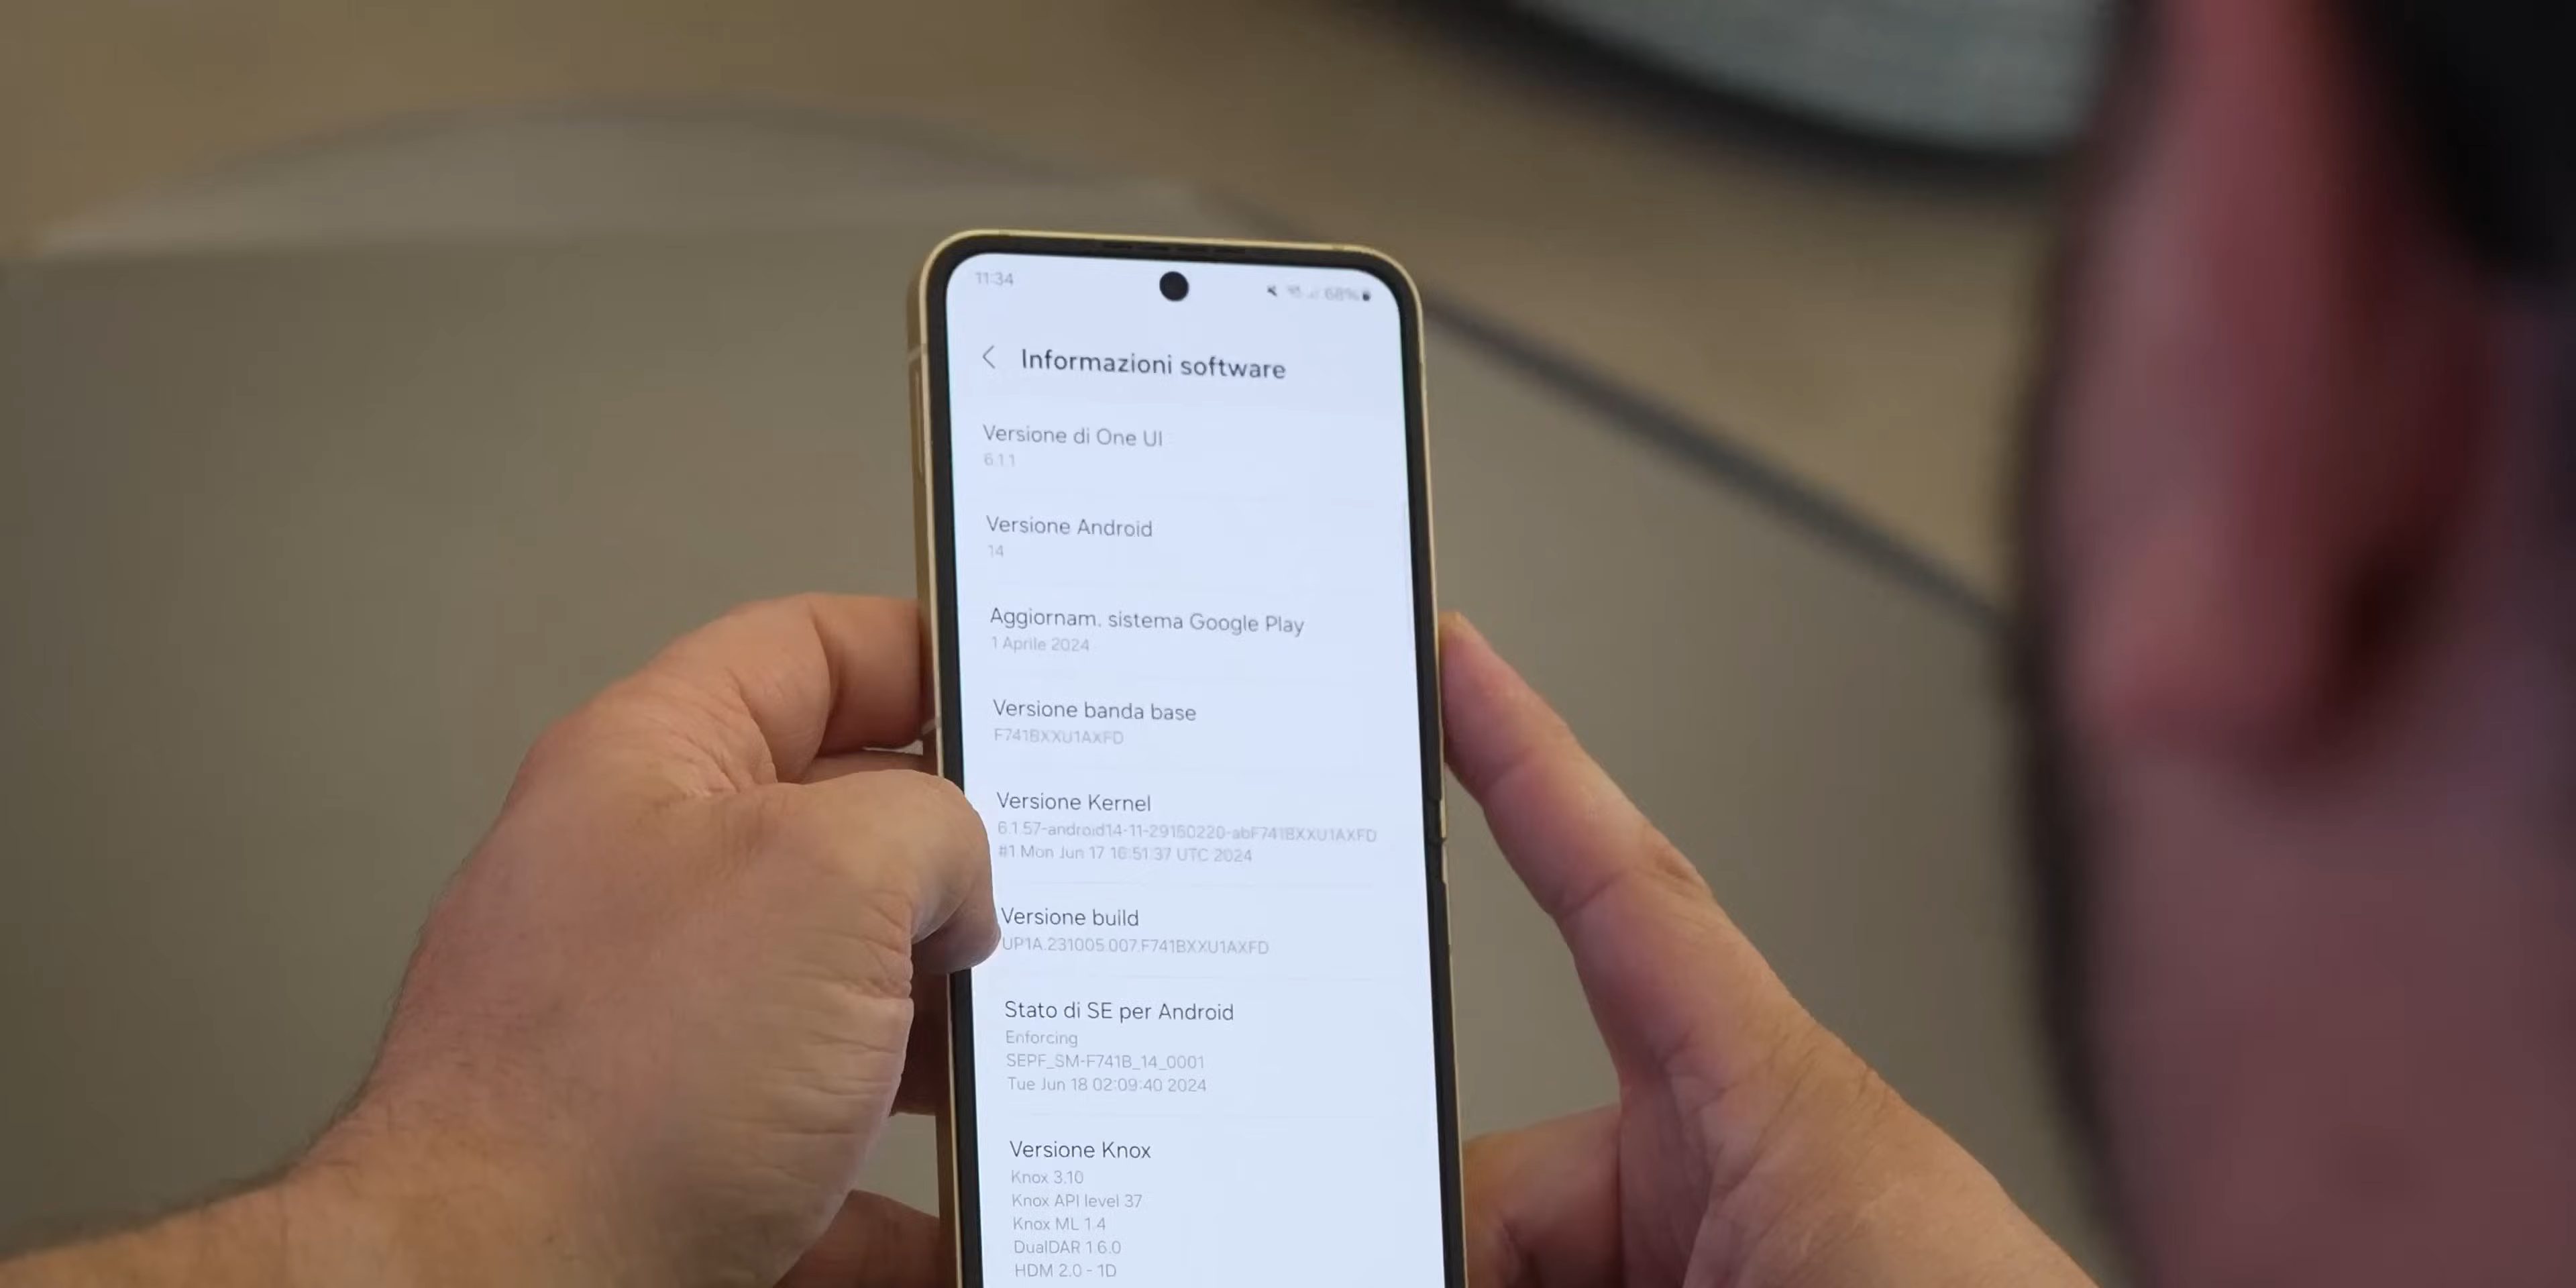 11:34
68%
Informazioni software
Versione di One UI
6.1.1
Versione Android
14
Aggiornam. sistema Google Play
1 Aprile 2024
Versione banda base
F741BXXU1AXFD
Versione Kernel
6.1.57-android14-11-29150220-abF741BXXU1AXFD
#1 Mon Jun 17 16:51:37 UTC 2024
Versione build
UP1A.231005.007.F741BXXU1AXFD
Stato di SE per Android
Enforcing
SEPF_SM-F741B_14_0001
Tue Jun 18 02:09:40 2024
Versione Knox
Knox 3.10
Knox API level 37
Knox ML 1.4
DualDAR 1.6.0
HDM 2.0 - 1D